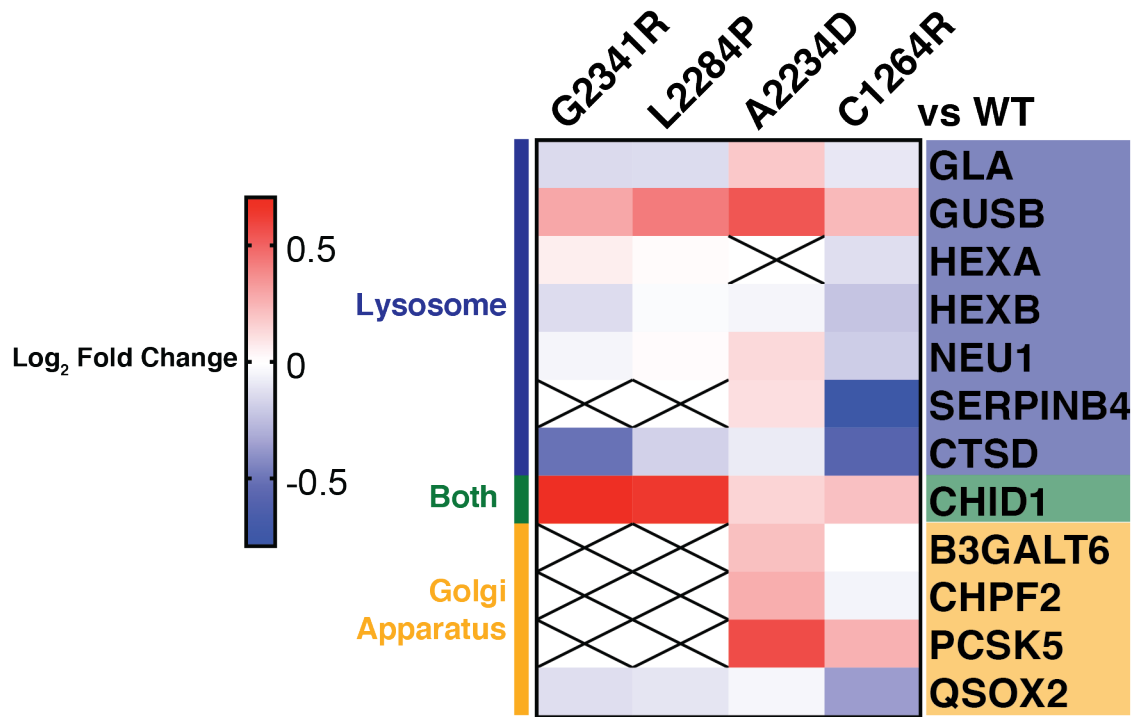 G2341R L2284P A2234D C1264R vs WT
GLA
GUSB
HEXA
HEXB
NEU1
SERPINB4
CTSD
CHID1
B3GALT6
CHPF2
PCSK5
QSOX2
Lysosome
Both
Golgi
Apparatus
Log₂ Fold Change
0.5
0
-0.5